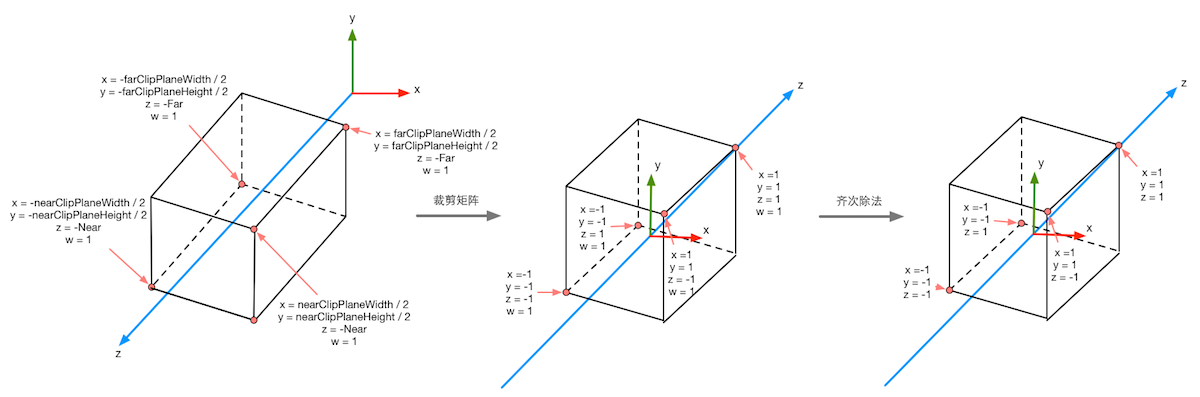 y
x
x = -farClipPlaneWidth / 2
y = -farClipPlaneHeight / 2
z = -Far
w = 1
x = farClipPlaneWidth / 2
y = farClipPlaneHeight / 2
z = -Far
w = 1
x = -nearClipPlaneWidth / 2
y = -nearClipPlaneHeight / 2
z = -Near
w = 1
x = nearClipPlaneWidth / 2
y = nearClipPlaneHeight / 2
z = -Near
w = 1
z
裁剪矩阵
z
y
x
x =1
y = 1
z = 1
w = 1
x =-1
y = -1
z = 1
w = 1
x =1
y = 1
z = -1
w = 1
x =-1
y = -1
z = -1
w = 1
齐次除法
z
y
x
x =1
y = 1
z = 1
x =-1
y = -1
z = 1
x =1
y = 1
z = -1
x =-1
y = -1
z = -1